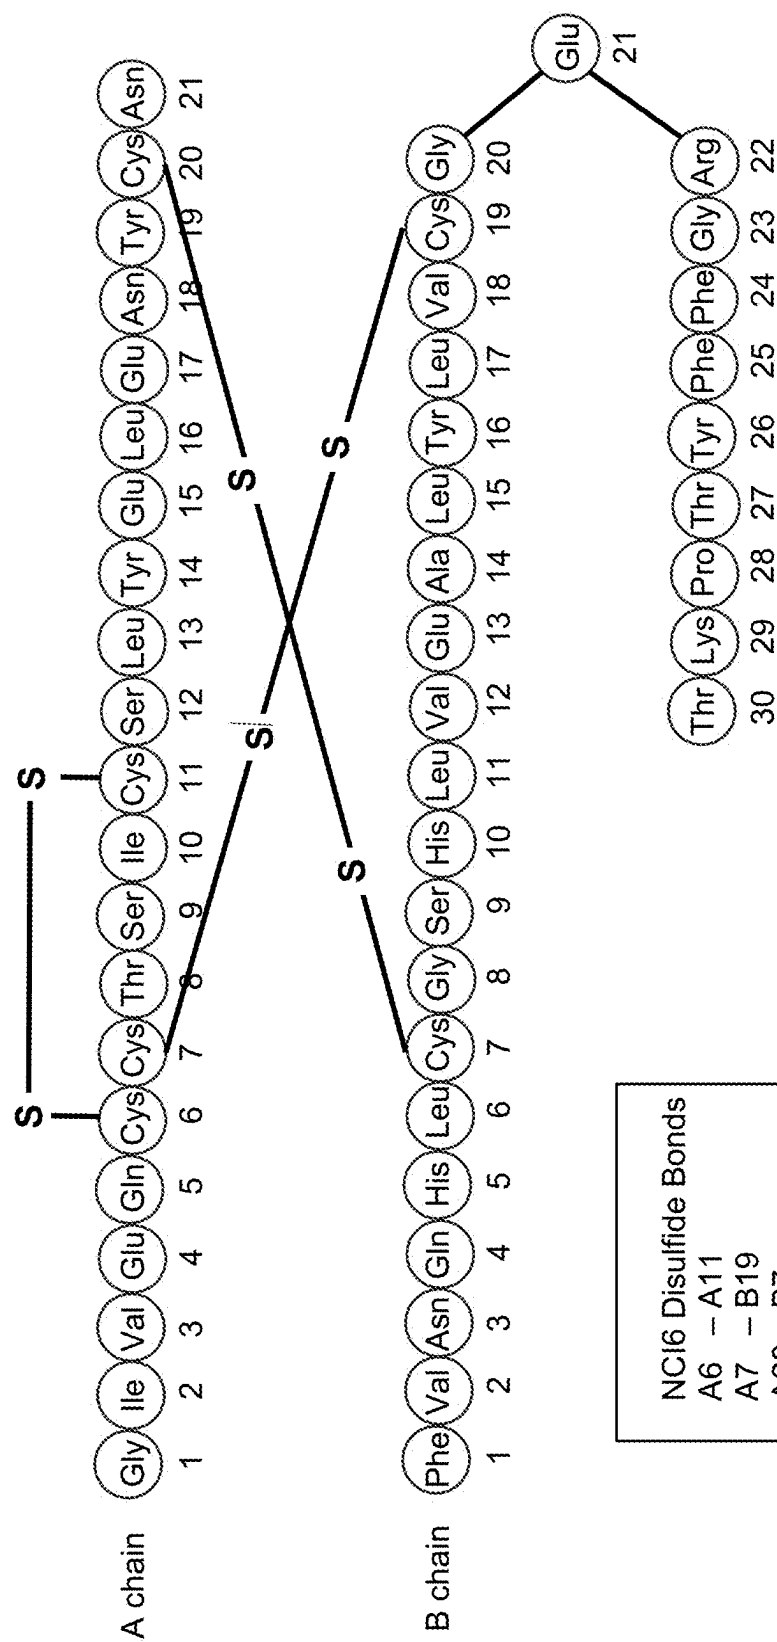 S S
A chain Gly Ile Val Glu Gln Cys Cys Thr Ser Ile Cys Ser Leu Tyr Glu Leu Glu Asn Tyr Cys Asn
1 2 3 4 5 6 7 8 9 10 11 12 13 14 15 16 17 18 19 20 21
S
S
S
S
B chain Phe Val Asn Gln His Leu Cys Gly Ser His Leu Val Glu Ala Leu Tyr Leu Val Cys Gly
1 2 3 4 5 6 7 8 9 10 11 12 13 14 15 16 17 18 19 20
Glu
21
Thr Lys Pro Thr Tyr Phe Phe Gly Arg
30 29 28 27 26 25 24 23 22
NCI6 Disulfide Bonds
A6 – A11
A7 – B19
A20 – B7